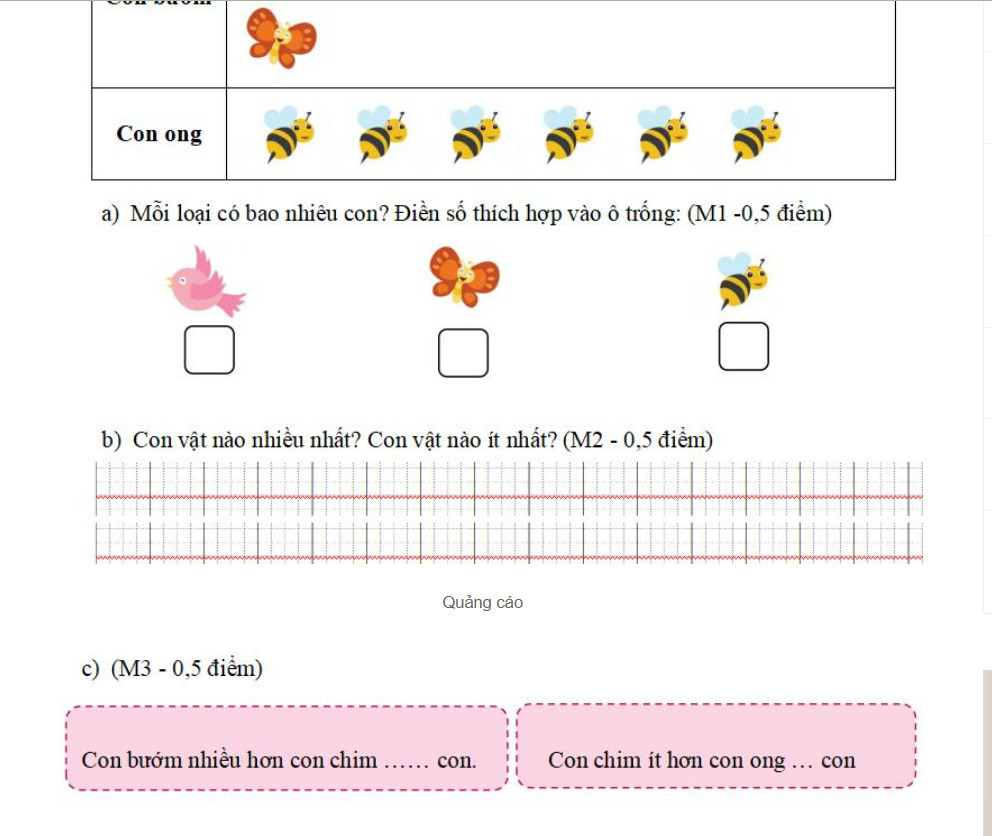 Con ong
a) Mỗi loại có bao nhiêu con? Điền số thích hợp vào ô trống: (M1 -0,5 điểm)
b) Con vật nào nhiều nhất? Con vật nào ít nhất? (M2 - 0,5 điểm)
Quảng cáo
c) (M3 - 0,5 điểm)
Con bướm nhiều hơn con chim …… con.
Con chim ít hơn con ong … con